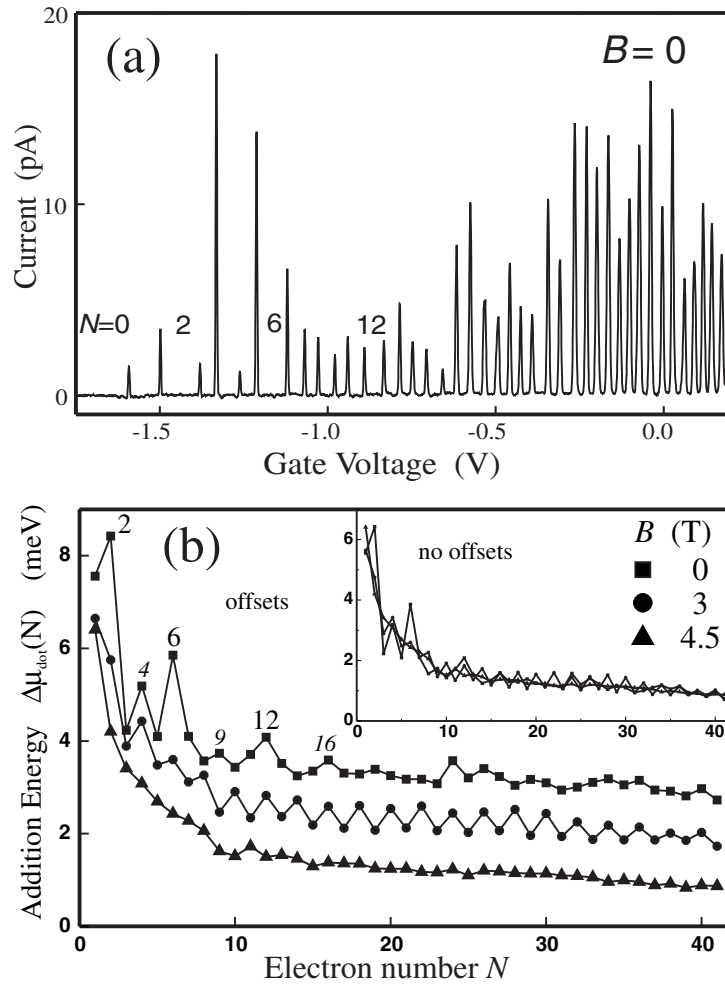 20
(a)
B= 0
Current (pA)
10
N=0 2 6 12
0
-1.5 -1.0 -0.5 0.0
Gate Voltage (V)
(b)
2
8
offsets
no offsets
B (T)
0
3
4.5
6
4
2
0
0 10 20 30 40
Addition Energy Δμdot(N) (meV)
6
4
6
9
12
16
4
2
0
0 10 20 30 40
Electron number N